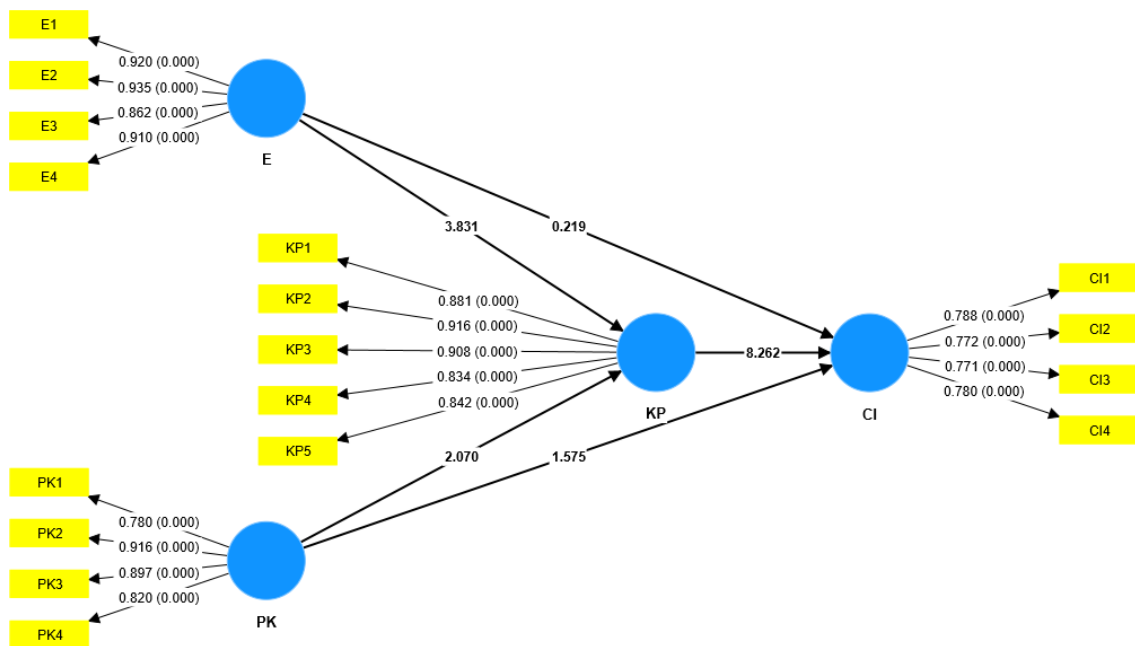 E1
0.920 (0.000)
E2
0.935 (0.000)
E3
0.862 (0.000)
E4
0.910 (0.000)
E
3.831
0.219
KP1
0.881 (0.000)
KP2
0.916 (0.000)
KP3
0.908 (0.000)
KP4
0.834 (0.000)
KP5
0.842 (0.000)
KP
8.262
CI
CI1
0.788 (0.000)
CI2
0.772 (0.000)
CI3
0.771 (0.000)
CI4
0.780 (0.000)
2.070
1.575
PK1
0.780 (0.000)
PK2
0.916 (0.000)
PK3
0.897 (0.000)
PK4
0.820 (0.000)
PK